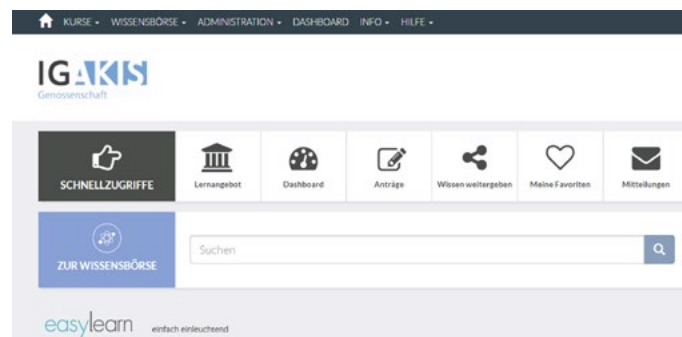 KURSE WISSENSBÖRSE ADMINISTRATION DASHBOARD INFO HILFE
IGAKIS
Genossenschaft
SCHNELLZUGRIFFE Lernangebot Dashboard Anträge Wissen weitergeben Meine Favoriten Mitteilungen
Suchen
ZUR WISSENSBÖRSE
easylearn einfach einleuchtend